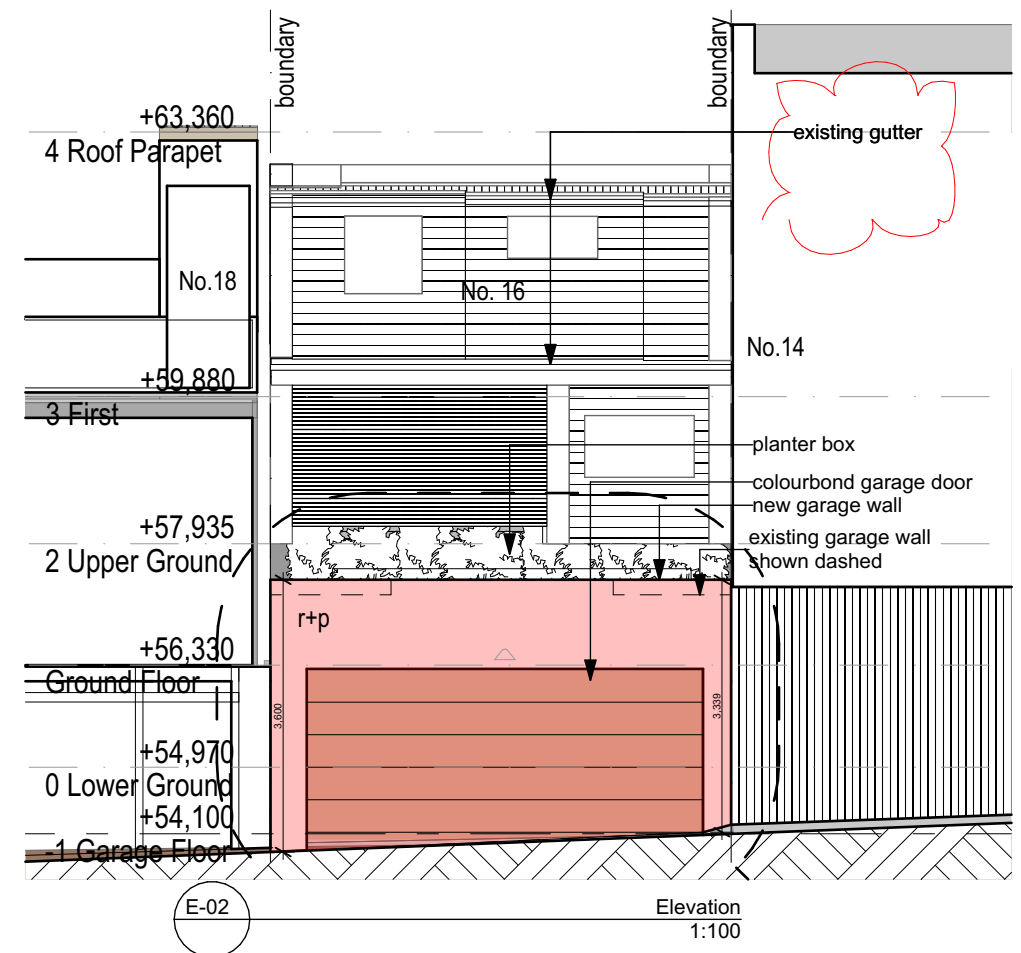 boundary
boundary
+63,360
4 Roof Parapet
existing gutter
No.18
No. 16
No.14
+59,880
3 First
planter box
colourbond garage door
new garage wall
existing garage wall
shown dashed
+57,935
2 Upper Ground
r+p
+56,330
Ground Floor
3,600
3,339
+54,970
0 Lower Ground
+54,100
-1 Garage Floor
E-02
Elevation
1:100